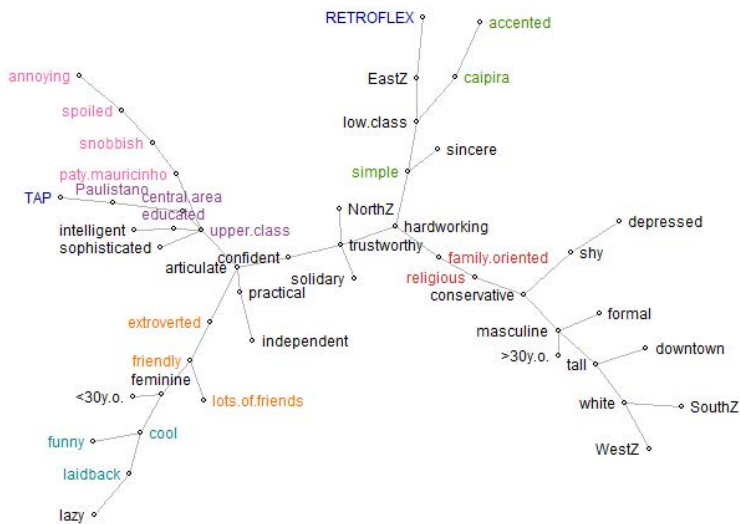 RETROFLEX
accented
annoying
EastZ
caipira
spoiled
low.class
snobbish
sincere
paty.mauricinho
simple
Paulistano
TAP
central.area
NorthZ
educated
intelligent
upper.class
hardworking
depressed
sophisticated
confident
trustworthy
shy
articulate
family.oriented
solidary
religious
practical
conservative
extroverted
formal
masculine
independent
downtown
friendly
>30y.o.
tall
feminine
<30y.o.
lots.of.friends
white
SouthZ
funny
cool
WestZ
laidback
lazy